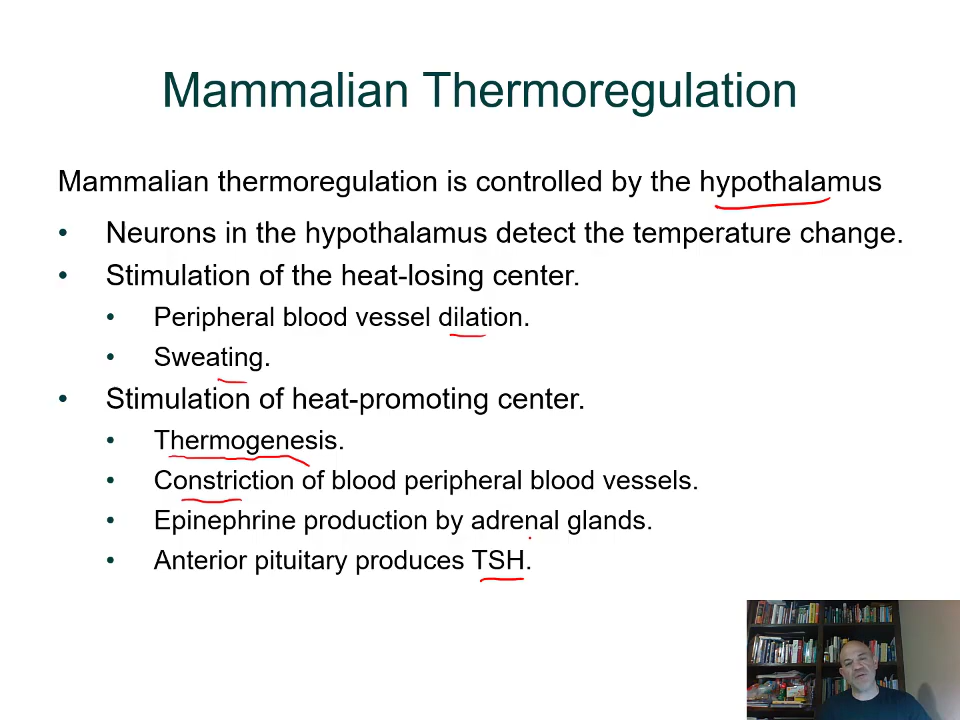 Mammalian Thermoregulation
Mammalian thermoregulation is controlled by the hypothalamus
• Neurons in the hypothalamus detect the temperature change.
• Stimulation of the heat-losing center.
• Peripheral blood vessel dilation.
• Sweating.
• Stimulation of heat-promoting center.
• Thermogenesis.
• Constriction of blood peripheral blood vessels.
• Epinephrine production by adrenal glands.
• Anterior pituitary produces TSH.